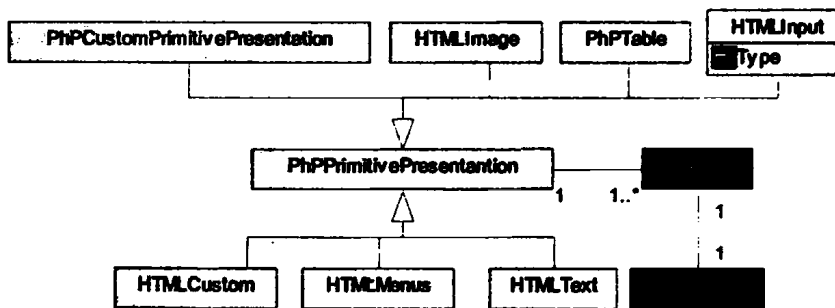 PhPCustomPrimitivePresentation HTMLImage PhPTable HTMLInput
Type
PhPPrimitivePresentantion
1 1..*
1
1
HTMLCustom HTMLMenus HTMLText